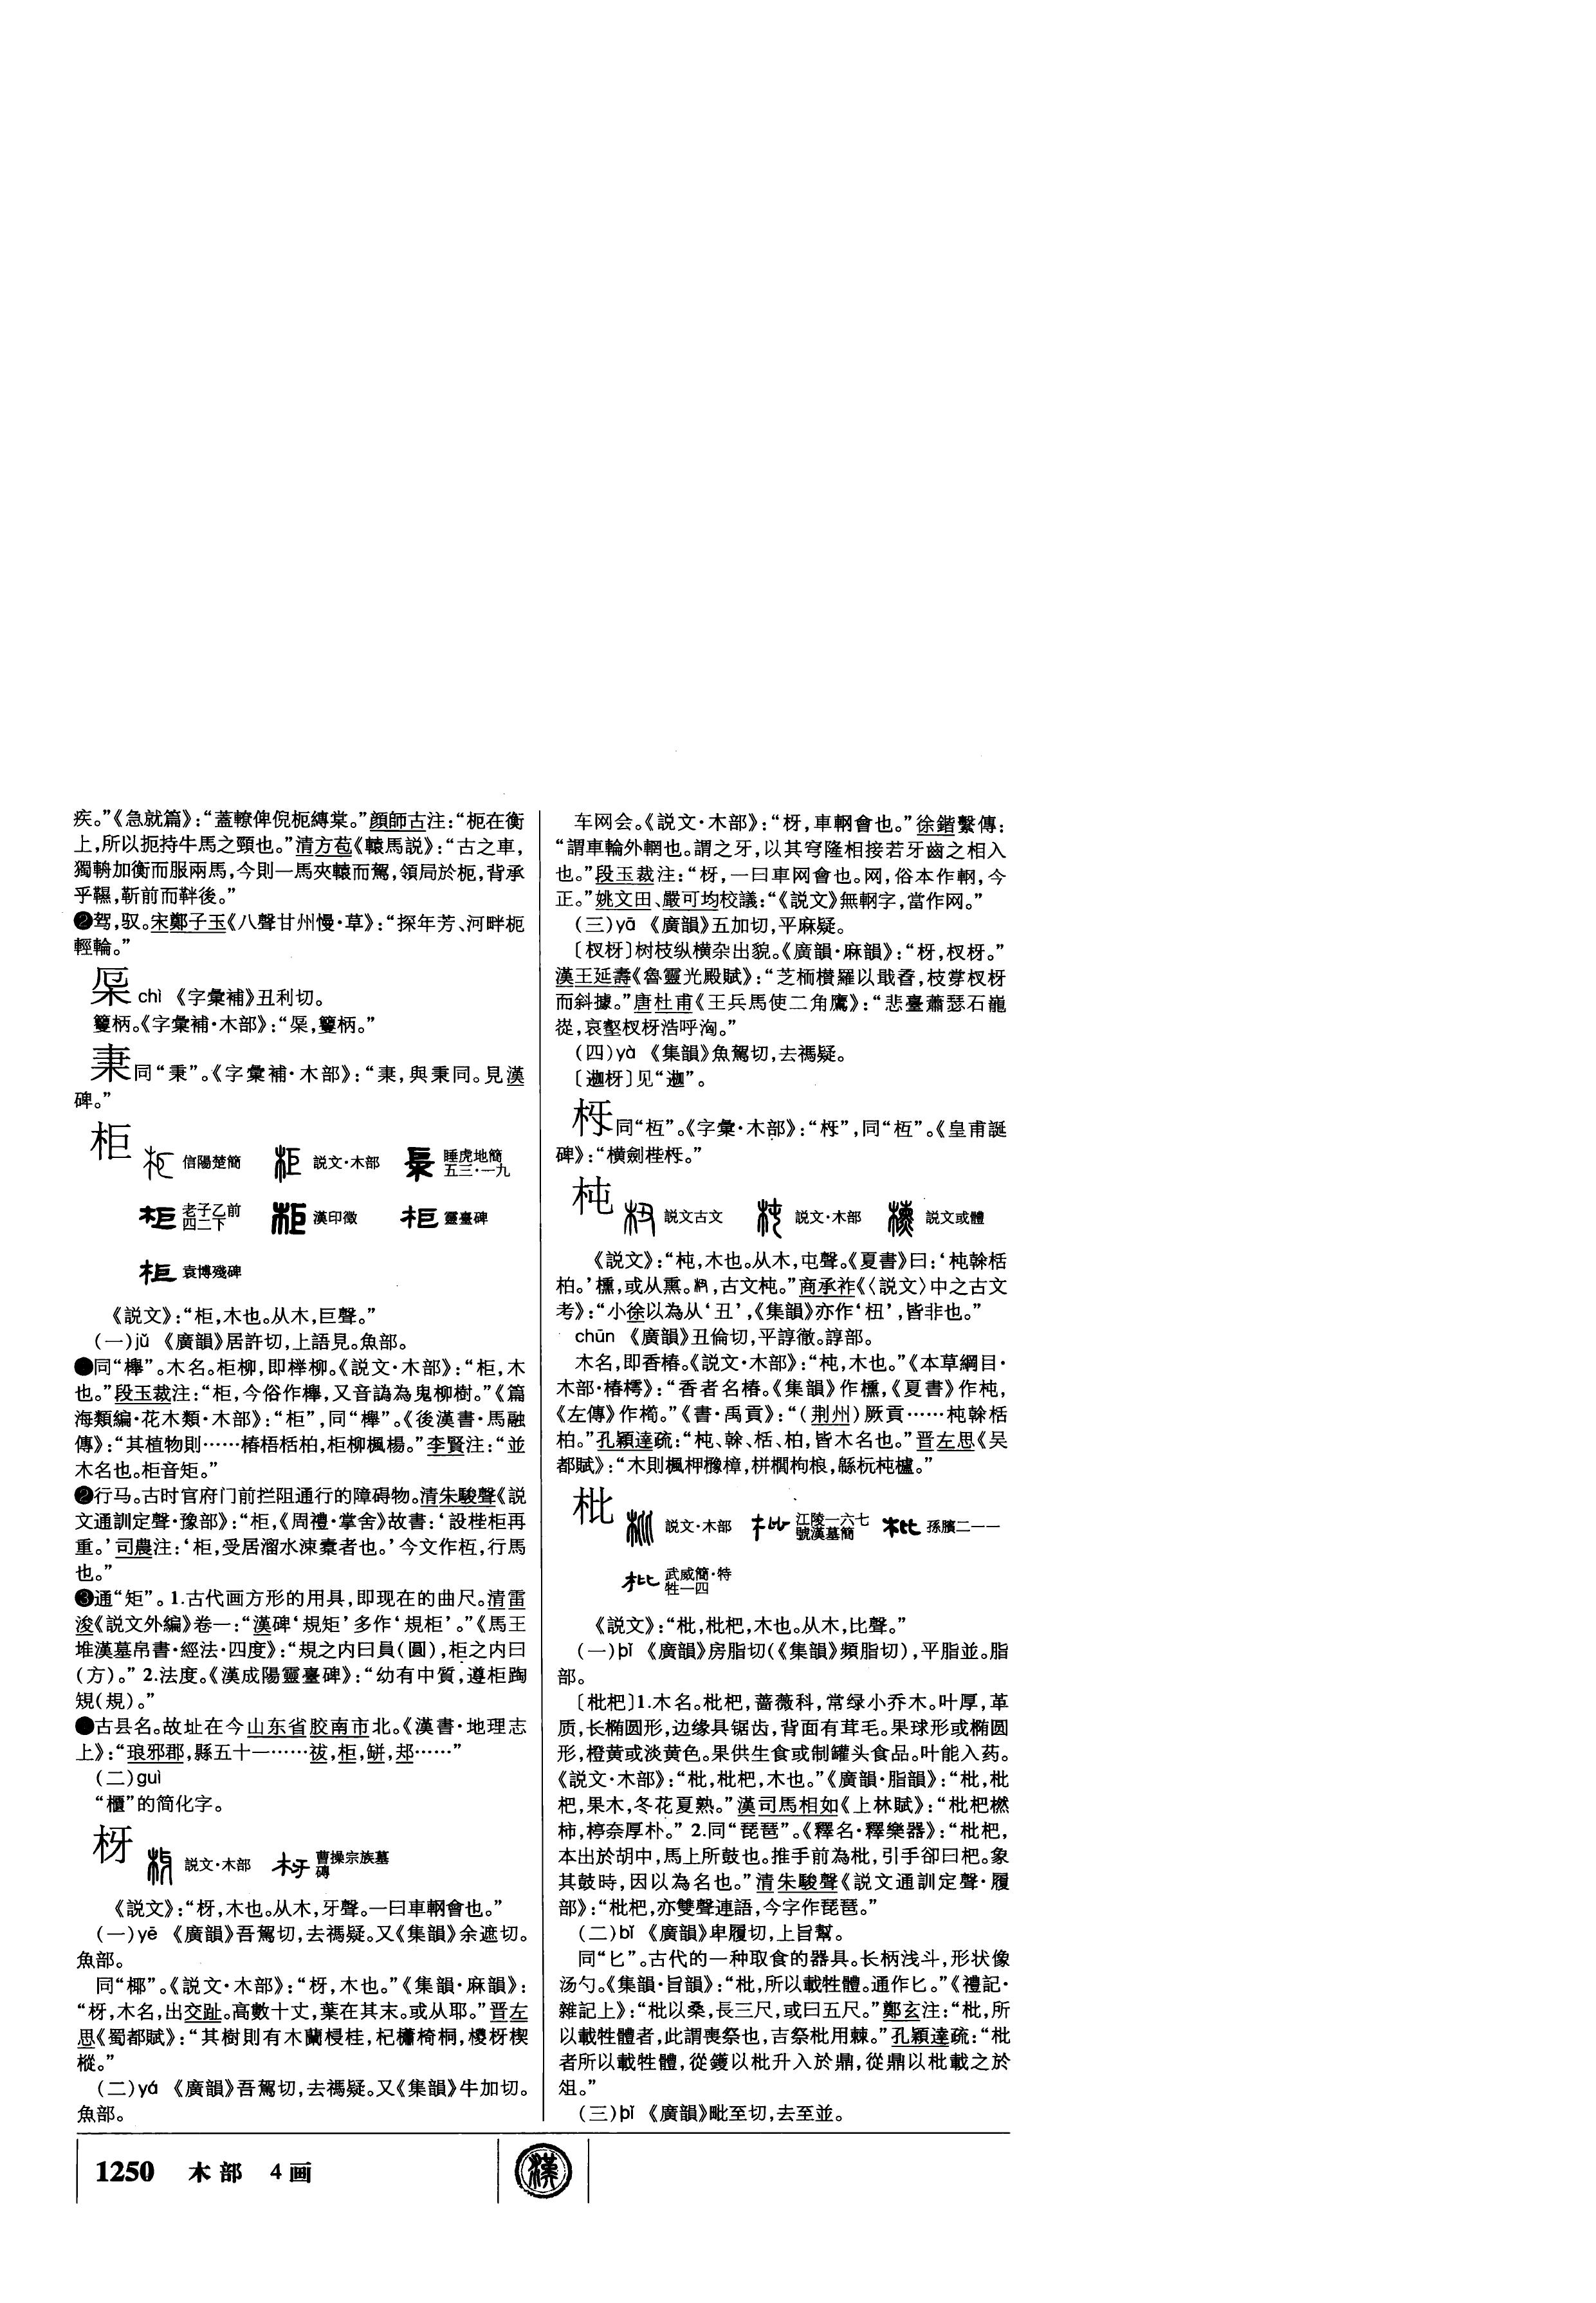 疾。”《急就篇》：“蓋轑俾倪枙縛棠。”顔師古注：“枙在衡
上，所以扼持牛馬之頸也。”清方苞《轅馬説》：“古之車，
獨輈加衡而服兩馬，今則一馬夾轅而駕，領局於枙，背承
乎韅，靳前而靽後。”
❷驾，驭。宋鄭子玉《八聲甘州慢·草》：“探年芳、河畔枙
輕輪。”
chì 《字彙補》丑利切。
籆柄。《字彙補·木部》：“，籆柄。”
同“秉”。《字彙補·木部》：“，與秉同。見漢
碑。”
柜
信陽楚簡 説文·木部 睡虎地簡五三·一九
老子乙前四二下 漢印徵 靈臺碑
袁博殘碑
《説文》：“柜，木也。从木，巨聲。”
（一）jǔ 《廣韻》居許切，上語見。魚部。
●同“櫸”。木名。柜柳，即榉柳。《説文·木部》：“柜，木
也。”段玉裁注：“柜，今俗作櫸，又音譌為鬼柳樹。”《篇
海類編·花木類·木部》：“柜”，同“櫸”。《後漢書·馬融
傳》：“其植物則……椿梧栝柏，柜柳楓楊。”李賢注：“並
木名也。柜音矩。”
❷行马。古时官府门前拦阻通行的障碍物。清朱駿聲《説
文通訓定聲·豫部》：“柜，《周禮·掌舍》故書：‘設梐柜再
重。’司農注：‘柜，受居溜水涑橐者也。’今文作枑，行馬
也。”
❸通“矩”。1.古代画方形的用具，即现在的曲尺。清雷
浚《説文外編》卷一：“漢碑‘規矩’多作‘規柜’。”《馬王
堆漢墓帛書·經法·四度》：“規之内曰員（圓），柜之内曰
（方）。”2.法度。《漢成陽靈臺碑》：“幼有中質，遵柜蹈
䂓（規）。”
●古县名。故址在今山东省胶南市北。《漢書·地理志
上》：“琅邪郡，縣五十一……祓，柜，缾，邞……”
（二）guì
“櫃”的简化字。
枒
説文·木部 曹操宗族墓磚
《説文》：“枒，木也。从木，牙聲。一曰車輞會也。”
（一）yē 《廣韻》吾駕切，去禡疑。又《集韻》余遮切。
魚部。
同“椰”。《説文·木部》：“枒，木也。”《集韻·麻韻》：
“枒，木名，出交趾。高數十丈，葉在其末。或从耶。”晋左
思《蜀都賦》：“其樹則有木蘭梫桂，杞櫹椅桐，椶枒楔
樅。”
（二）yá 《廣韻》吾駕切，去禡疑。又《集韻》牛加切。
魚部。
车网会。《説文·木部》：“枒，車輞會也。”徐鍇繫傳：
“謂車輪外輞也。謂之牙，以其穹隆相接若牙齒之相入
也。”段玉裁注：“枒，一曰車网會也。网，俗本作輞，今
正。”姚文田、嚴可均校議：“《説文》無輞字，當作网。”
（三）yā 《廣韻》五加切，平麻疑。
〔杈枒〕树枝纵横杂出貌。《廣韻·麻韻》：“枒，杈枒。”
漢王延壽《魯靈光殿賦》：“芝栭欑羅以戢孴，枝掌杈枒
而斜據。”唐杜甫《王兵馬使二角鷹》：“悲臺蕭瑟石巃
嵸，哀壑杈枒浩呼洶。”
（四）yà 《集韻》魚駕切，去禡疑。
〔迦枒〕见“迦”。
同“枑”。《字彙·木部》：“”，同“枑”。《皇甫誕
碑》：“横劍梐。”
杶
説文古文 説文·木部 説文或體
《説文》：“杶，木也。从木，屯聲。《夏書》曰：‘杶榦栝
柏。’櫄，或从熏。，古文杶。”商承祚《〈説文〉中之古文
考》：“小徐以為从‘丑’，《集韻》亦作‘杻’，皆非也。”
chūn 《廣韻》丑倫切，平諄徹。諄部。
木名，即香椿。《説文·木部》：“杶，木也。”《本草綱目·
木部·椿樗》：“香者名椿。《集韻》作櫄，《夏書》作杶，
《左傳》作橁。”《書·禹貢》：“（荆州）厥貢……杶榦栝
柏。”孔穎達疏：“杶、榦、栝、柏，皆木名也。”晋左思《吴
都賦》：“木則楓柙櫲樟，栟櫚枸桹，緜杬杶櫨。”
枇
説文·木部 江陵一六七號漢墓簡 孫臏二一一
武威簡·特牲一四
《説文》：“枇，枇杷，木也。从木，比聲。”
（一）pí 《廣韻》房脂切（《集韻》頻脂切），平脂並。脂
部。
〔枇杷〕1.木名。枇杷，蔷薇科，常绿小乔木。叶厚，革
质，长椭圆形，边缘具锯齿，背面有茸毛。果球形或椭圆
形，橙黄或淡黄色。果供生食或制罐头食品。叶能入药。
《説文·木部》：“枇，枇杷，木也。”《廣韻·脂韻》：“枇，枇
杷，果木，冬花夏熟。”漢司馬相如《上林賦》：“枇杷橪
柿，楟奈厚朴。”2.同“琵琶”。《釋名·釋樂器》：“枇杷，
本出於胡中，馬上所鼓也。推手前為枇，引手卻曰杷。象
其鼓時，因以為名也。”清朱駿聲《説文通訓定聲·履
部》：“枇杷，亦雙聲連語，今字作琵琶。”
（二）bǐ 《廣韻》卑履切，上旨幫。
同“匕”。古代的一种取食的器具。长柄浅斗，形状像
汤勺。《集韻·旨韻》：“枇，所以載牲體。通作匕。”《禮記·
雜記上》：“枇以桑，長三尺，或曰五尺。”鄭玄注：“枇，所
以載牲體者，此謂喪祭也，吉祭枇用棘。”孔穎達疏：“枇
者所以載牲體，從鑊以枇升入於鼎，從鼎以枇載之於
俎。”
（三）pǐ 《廣韻》毗至切，去至並。
1250 木部 4画
漢